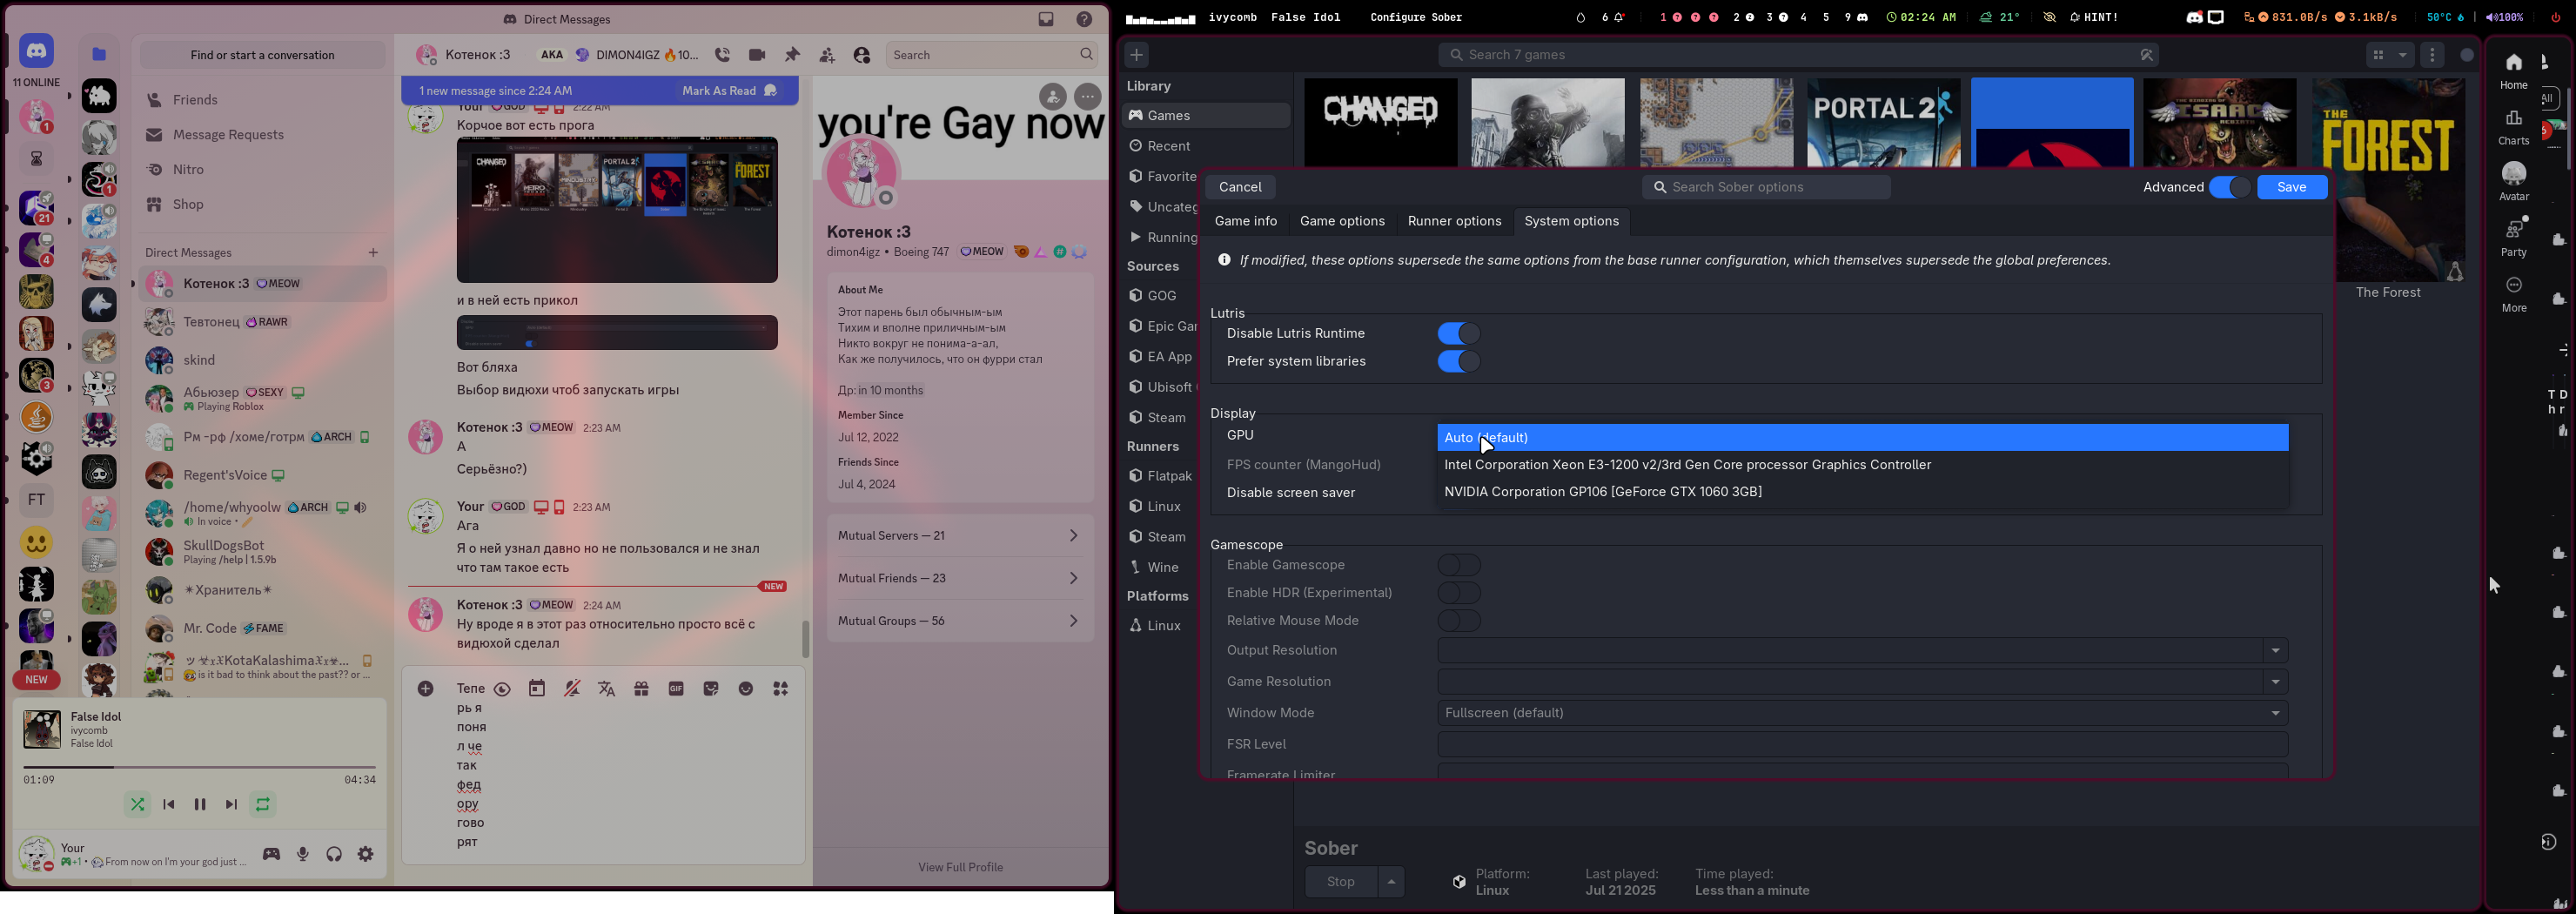 Direct Messages
Find or start a conversation
11 ONLINE
Friends
Message Requests
Nitro
Shop
Direct Messages
Котенок :3 MEOW
Тевтонец RAWR
skind
Абьюзер SEXY
Playing Roblox
Рм -рф /хоме/готрм ARCH
Regent'sVoice
/home/whyoolw ARCH
In voice •
SkullDogsBot
Playing /help | 1.5.9b
✶Хранитель✶
Mr. Code FAME
is it bad to think about the past?? or ...
1
21
4
3
1
FT
NEW
False Idol
ivycomb
False Idol
01:09
04:34
Your
+1 • From now on I'm your god just ...
Котенок :3 AKA DIMON4IGZ 🔥10...
Search
1 new message since 2:24 AM Mark As Read
Your GOD 2:22 AM
Корчое вот есть прога
и в ней есть прикол
Вот бляха
Выбор видюхи чтоб запускать игры
Котенок :3 MEOW 2:23 AM
А
Серьёзно?)
Your GOD 2:23 AM
Ага
Я о ней узнал давно но не пользовался и не знал
что там такое есть
NEW
Котенок :3 MEOW 2:24 AM
Ну вроде я в этот раз относительно просто всё с
видюхой сделал
Тепе
рь я
поня
л че
так
фед
ору
гово
рят
GIF
you're Gay now
Котенок :3
dimon4igz • Boeing 747 MEOW
About Me
Этот парень был обычным-ым
Тихим и вполне приличным-ым
Никто вокруг не понима-а-ал,
Как же получилось, что он фурри стал
Др: in 10 months
Member Since
Jul 12, 2022
Friends Since
Jul 4, 2024
Mutual Servers — 21
Mutual Friends — 23
Mutual Groups — 56
View Full Profile
ivycomb False Idol Configure Sober
6 1 2 3 4 5 9 02:24 AM 21° HINT! 831.0B/s 3.1kB/s 50°C 100%
Search 7 games
Library
Games
Recent
Favorite
Uncateg
Running
Sources
GOG
Epic Gar
EA App
Ubisoft
Steam
Runners
Flatpak
Linux
Steam
Wine
Platforms
Linux
CHANGED
PORTAL 2
ISAAC
REBIRTH
THE
FOREST
The Forest
Cancel
Search Sober options
Advanced
Save
Game info Game options Runner options System options
If modified, these options supersede the same options from the base runner configuration, which themselves supersede the global preferences.
Lutris
Disable Lutris Runtime
Prefer system libraries
Display
GPU
Auto (default)
FPS counter (MangoHud)
Intel Corporation Xeon E3-1200 v2/3rd Gen Core processor Graphics Controller
Disable screen saver
NVIDIA Corporation GP106 [GeForce GTX 1060 3GB]
Gamescope
Enable Gamescope
Enable HDR (Experimental)
Relative Mouse Mode
Output Resolution
Game Resolution
Window Mode
Fullscreen (default)
FSR Level
Framerate Limiter
Sober
Stop
Platform:
Linux
Last played:
Jul 21 2025
Time played:
Less than a minute
Home
Charts
Avatar
Party
More
All
T D
h r